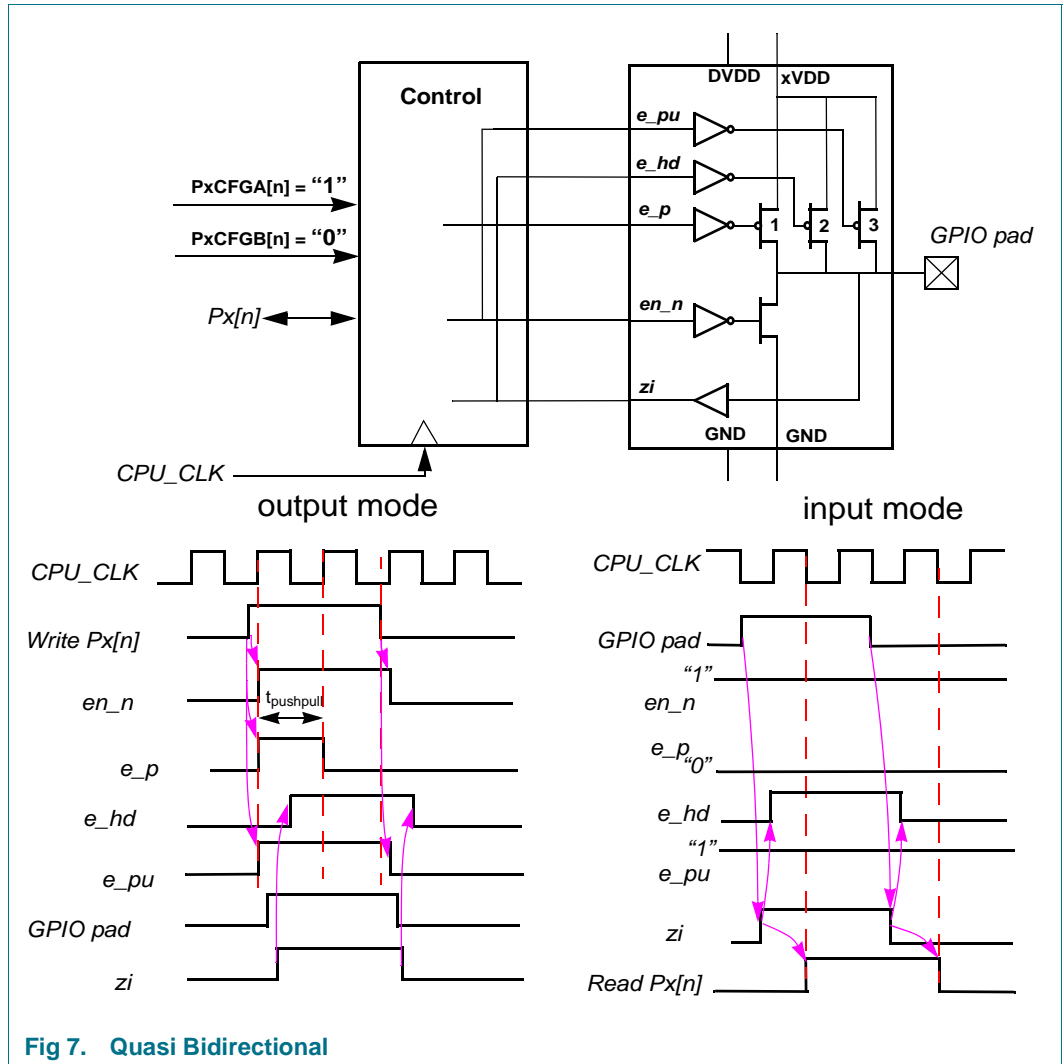 DVDD
xVDD
Control
e_pu
e_hd
PxCFGA[n] = “1”
e_p
1 2 3
GPIO pad
PxCFGB[n] = “0”
Px[n]
en_n
zi
GND
GND
CPU_CLK
output mode
CPU_CLK
Write Px[n]
en_n
tpushpull
e_p
e_hd
e_pu
GPIO pad
zi
input mode
CPU_CLK
GPIO pad
“1”
en_n
e_p
“0”
e_hd
“1”
e_pu
zi
Read Px[n]
Fig 7. Quasi Bidirectional